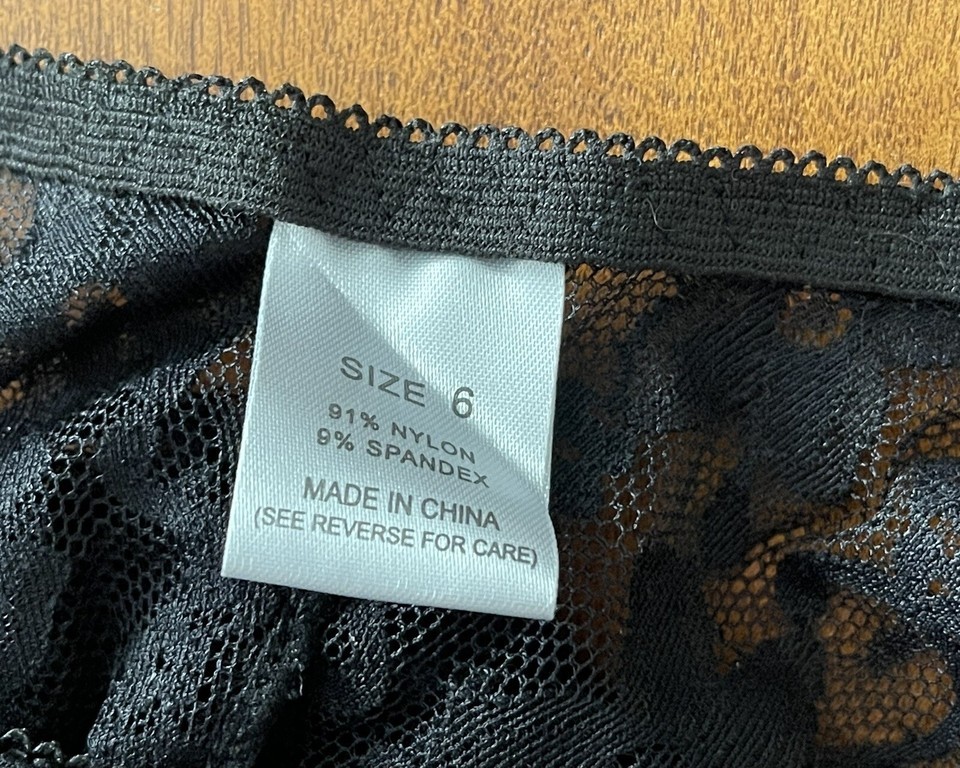 SIZE 6
91% NYLON
9% SPANDEX
MADE IN CHINA
(SEE REVERSE FOR CARE)